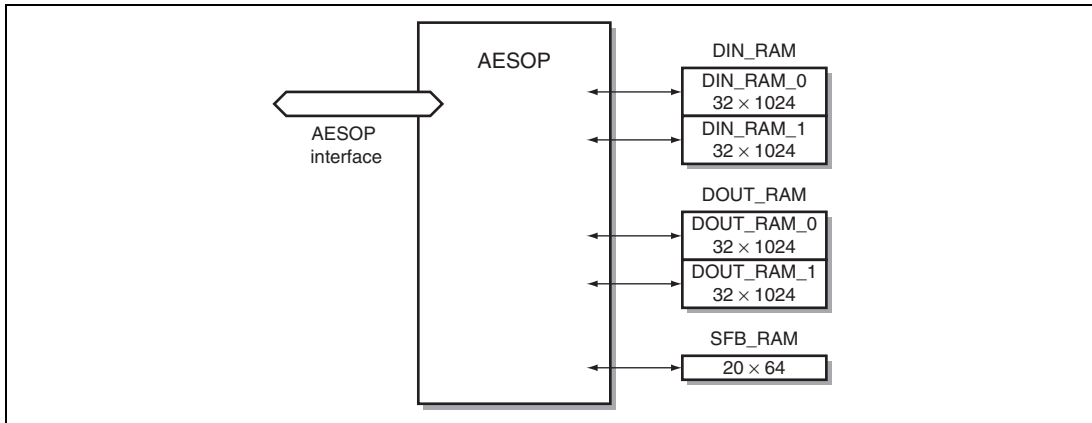 AESOP
AESOP
interface
DIN_RAM
DIN_RAM_0
32 × 1024
DIN_RAM_1
32 × 1024
DOUT_RAM
DOUT_RAM_0
32 × 1024
DOUT_RAM_1
32 × 1024
SFB_RAM
20 × 64